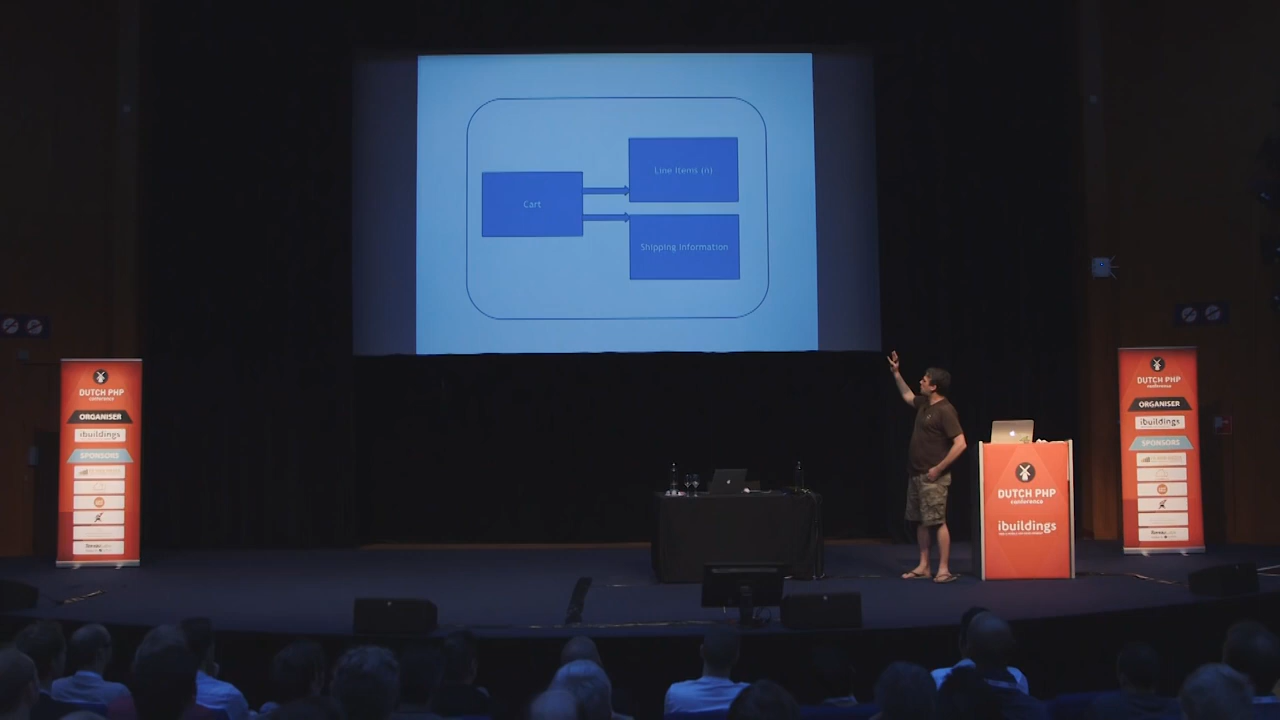 Line Items (n)
Cart
Shipping Information
DUTCH PHP
conference
ORGANISER
ibuildings
SPONSORS
DUTCH PHP
conference
ibuildings
DUTCH PHP
conference
ORGANISER
ibuildings
SPONSORS